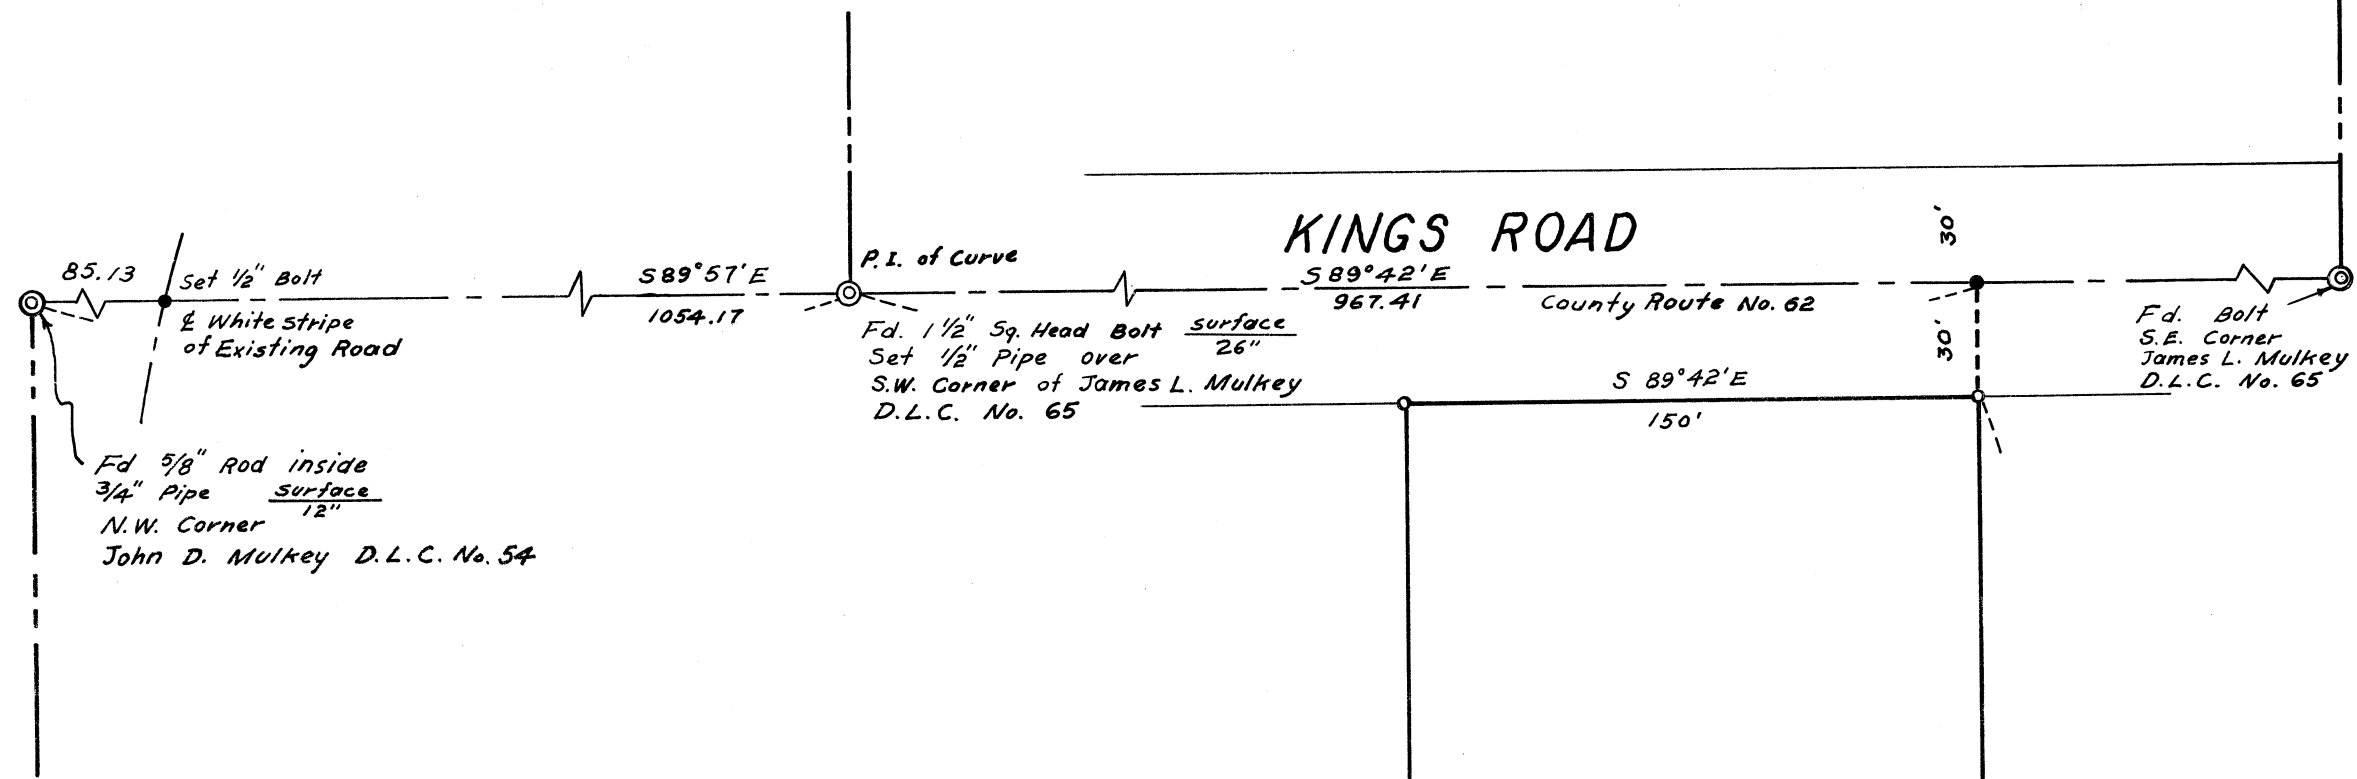 KINGS ROAD
30'
85.13
Set 1/2" Bolt
S 89°57' E
1054.17
P.I. of Curve
S 89°42' E
967.41
County Route No. 62
30'
℄ White stripe
of Existing Road
Fd. 1 1/2" Sq. Head Bolt surface
26"
Set 1/2" Pipe over
S.W. Corner of James L. Mulkey
D.L.C. No. 65
Fd. Bolt
S.E. Corner
James L. Mulkey
D.L.C. No. 65
S 89°42' E
150'
Fd 5/8" Rod inside
3/4" Pipe surface
12"
N.W. Corner
John D. Mulkey D.L.C. No. 54